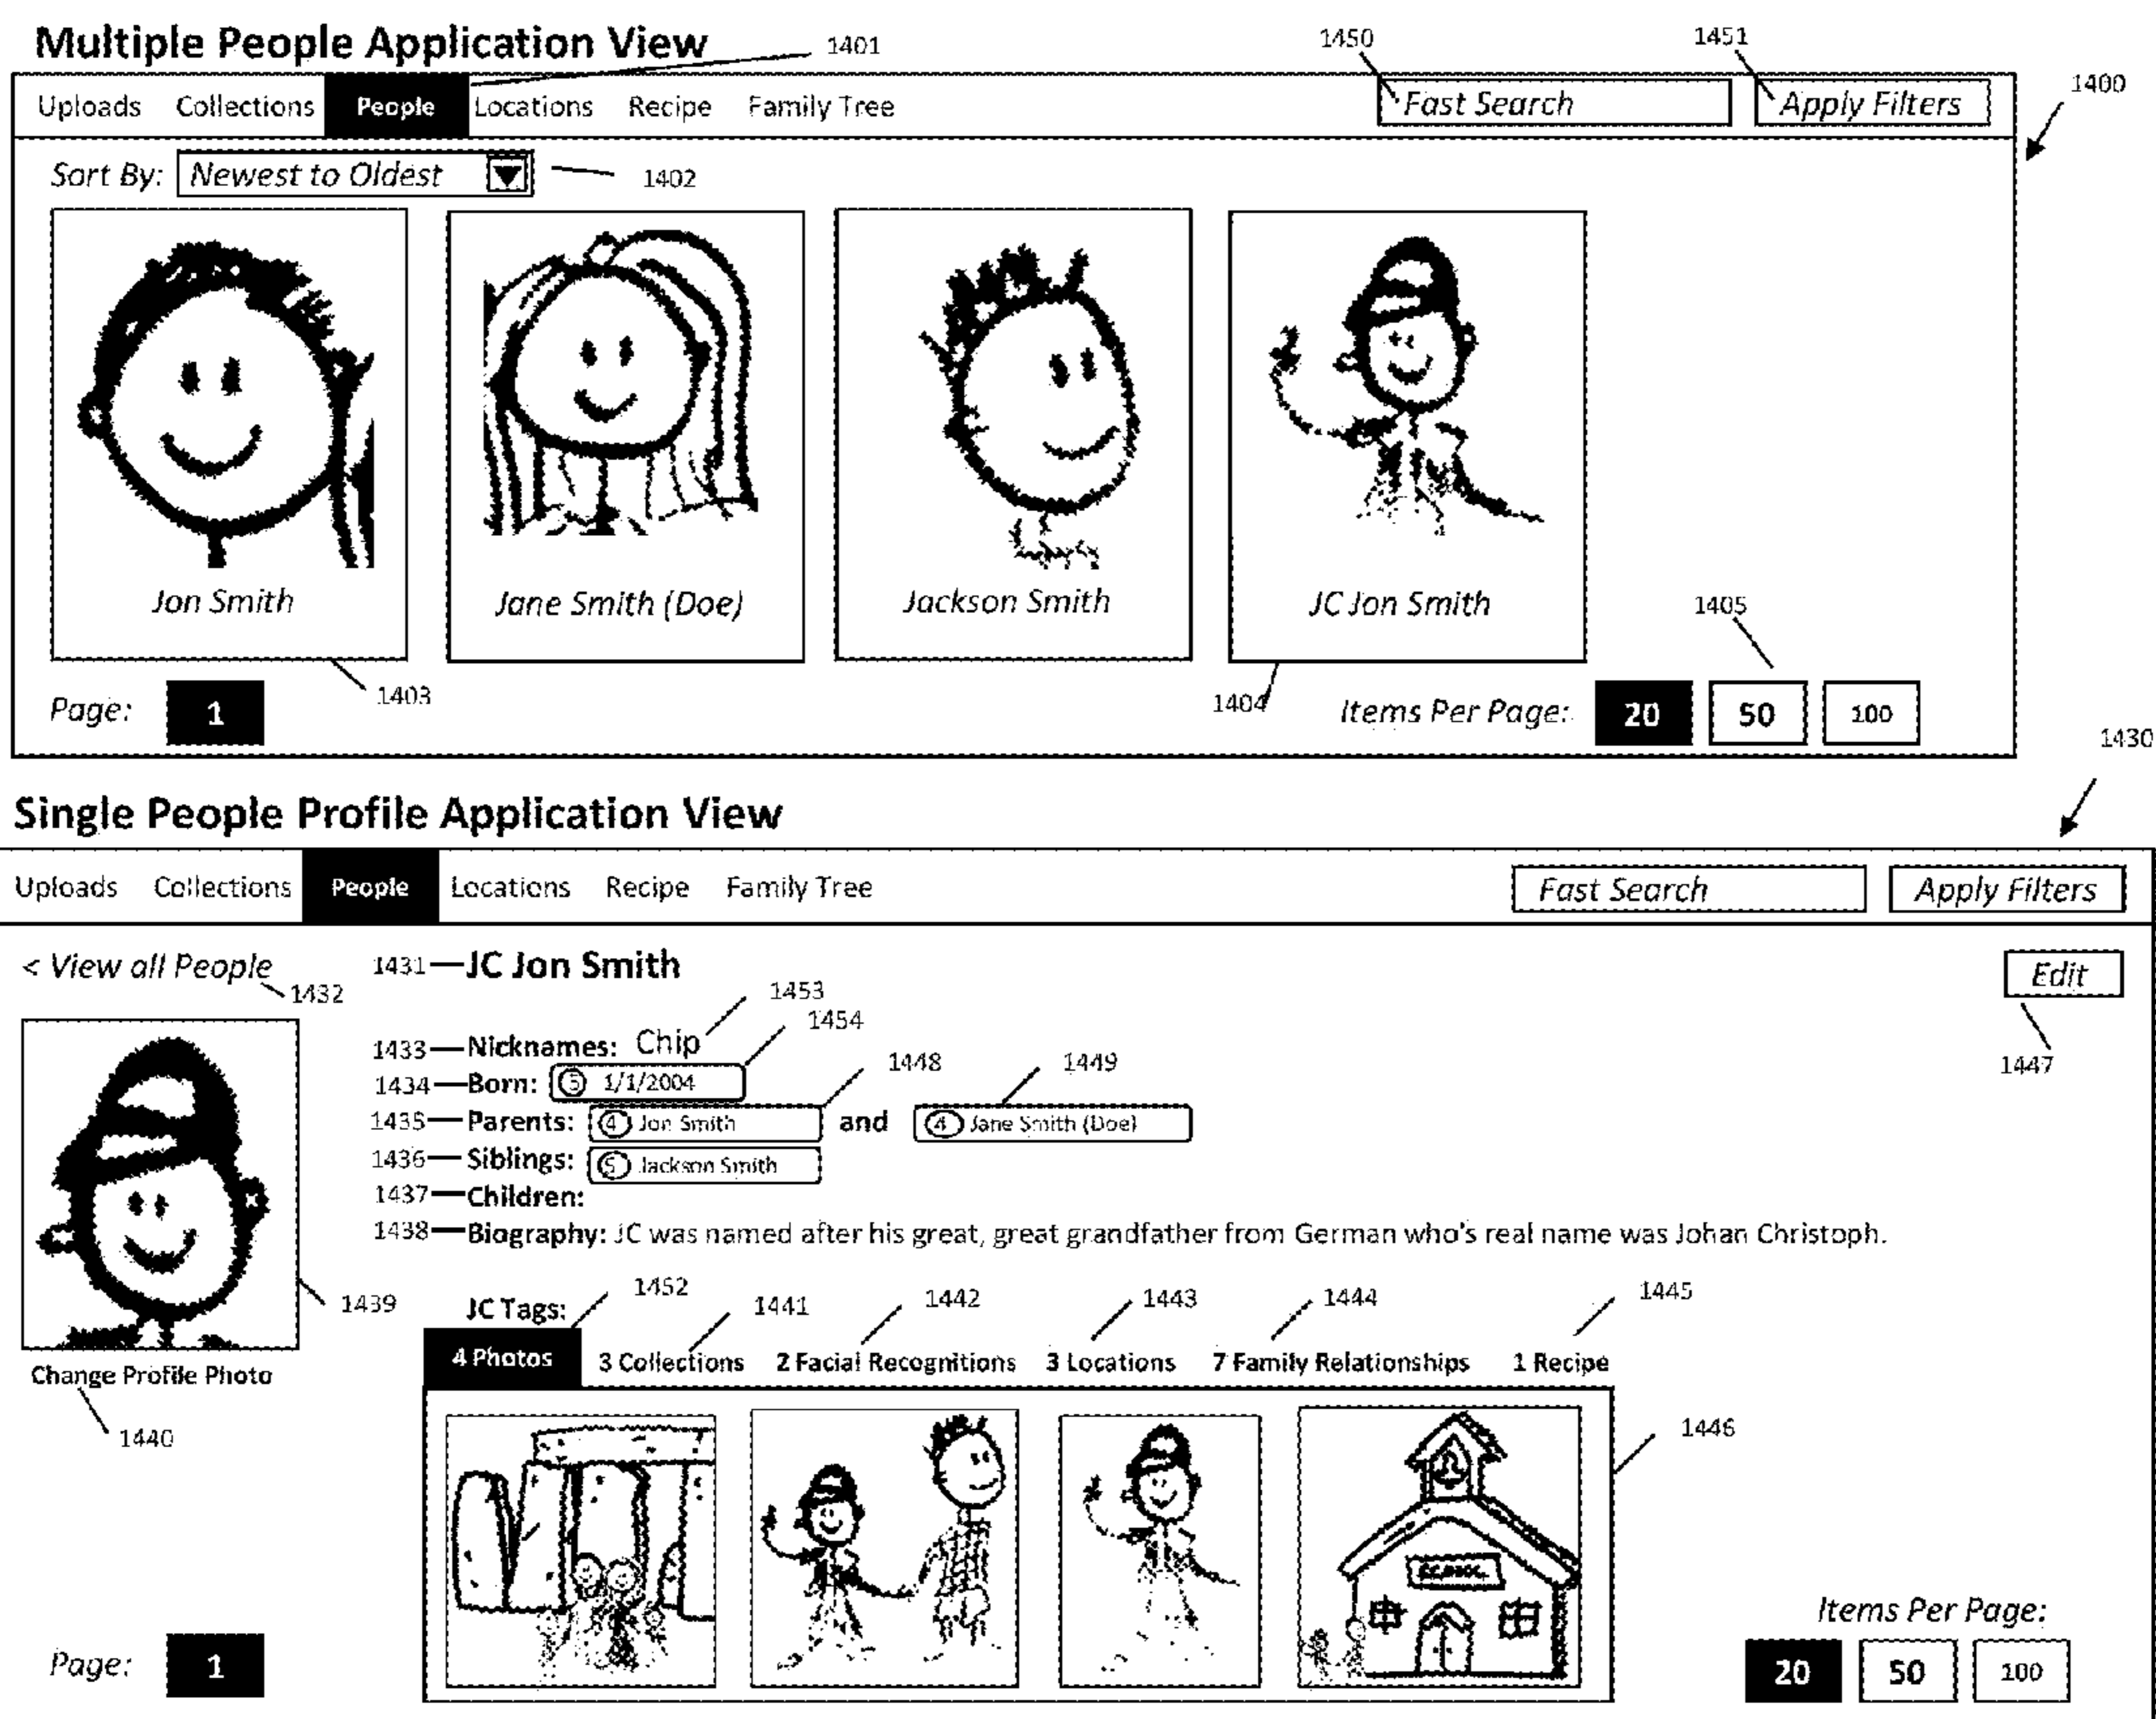 Multiple People Application View 1401 1450 1451 1400
Uploads Collections People Locations Recipe Family Tree Fast Search Apply Filters
Sort By: Newest to Oldest 1402
Jon Smith Jane Smith (Doe) Jackson Smith JC Jon Smith 1405
1403 1404
Page: 1 Items Per Page: 20 50 100
1430
Single People Profile Application View
Uploads Collections People Locations Recipe Family Tree Fast Search Apply Filters
< View all People 1431 JC Jon Smith Edit
1432 1453
1454
1433 Nicknames: Chip 1448 1449 1447
1434 Born: 1/1/2004
1435 Parents: 4 Jon Smith and 4 Jane Smith (Doe)
1436 Siblings: 5 Jackson Smith
1437 Children:
1438 Biography: JC was named after his great, great grandfather from German who's real name was Johan Christoph.
1439 JC Tags: 1452 1441 1442 1443 1444 1445
4 Photos 3 Collections 2 Facial Recognitions 3 Locations 7 Family Relationships 1 Recipe
Change Profile Photo
1440 1446
Items Per Page:
Page: 1 20 50 100